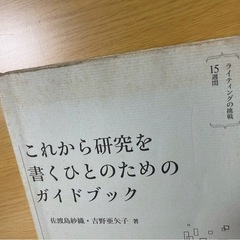 ライティングの挑戦
15週間
これから研究を
書くひとのための
ガイドブック
佐渡島紗織・吉野亜矢子 著